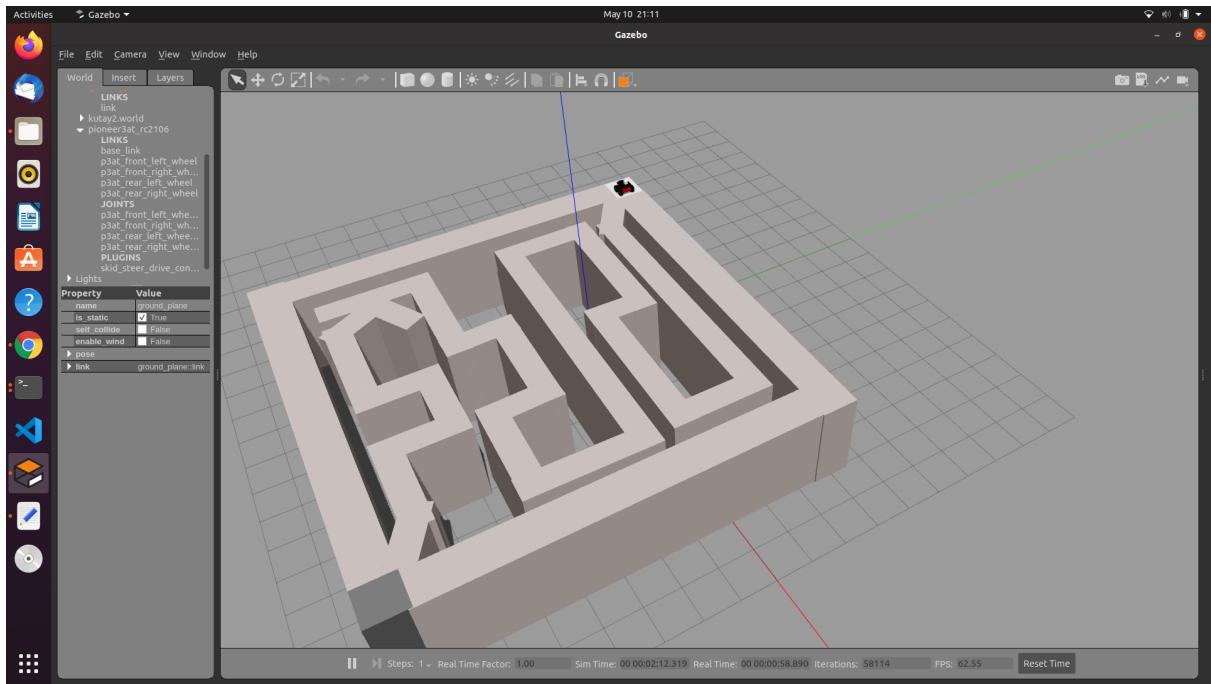 Activities Gazebo May 10 21:11
Gazebo
File Edit Camera View Window Help
World Insert Layers
LINKS
link
kutay2.world
pioneer3at_rc2106
LINKS
base_link
p3at_front_left_wheel
p3at_front_right_wh...
p3at_rear_left_wheel
p3at_rear_right_wheel
JOINTS
p3at_front_left_whe...
p3at_front_right_wh...
p3at_rear_left_whee...
p3at_rear_right_whe...
PLUGINS
skid_steer_drive_con...
Lights
Property Value
name ground_plane
is_static True
self_collide False
enable_wind False
pose
link ground_plane::link
Steps: 1 Real Time Factor: 1.00 Sim Time: 00 00:02:12.319 Real Time: 00 00:00:58.890 Iterations: 58114 FPS: 62.55 Reset Time